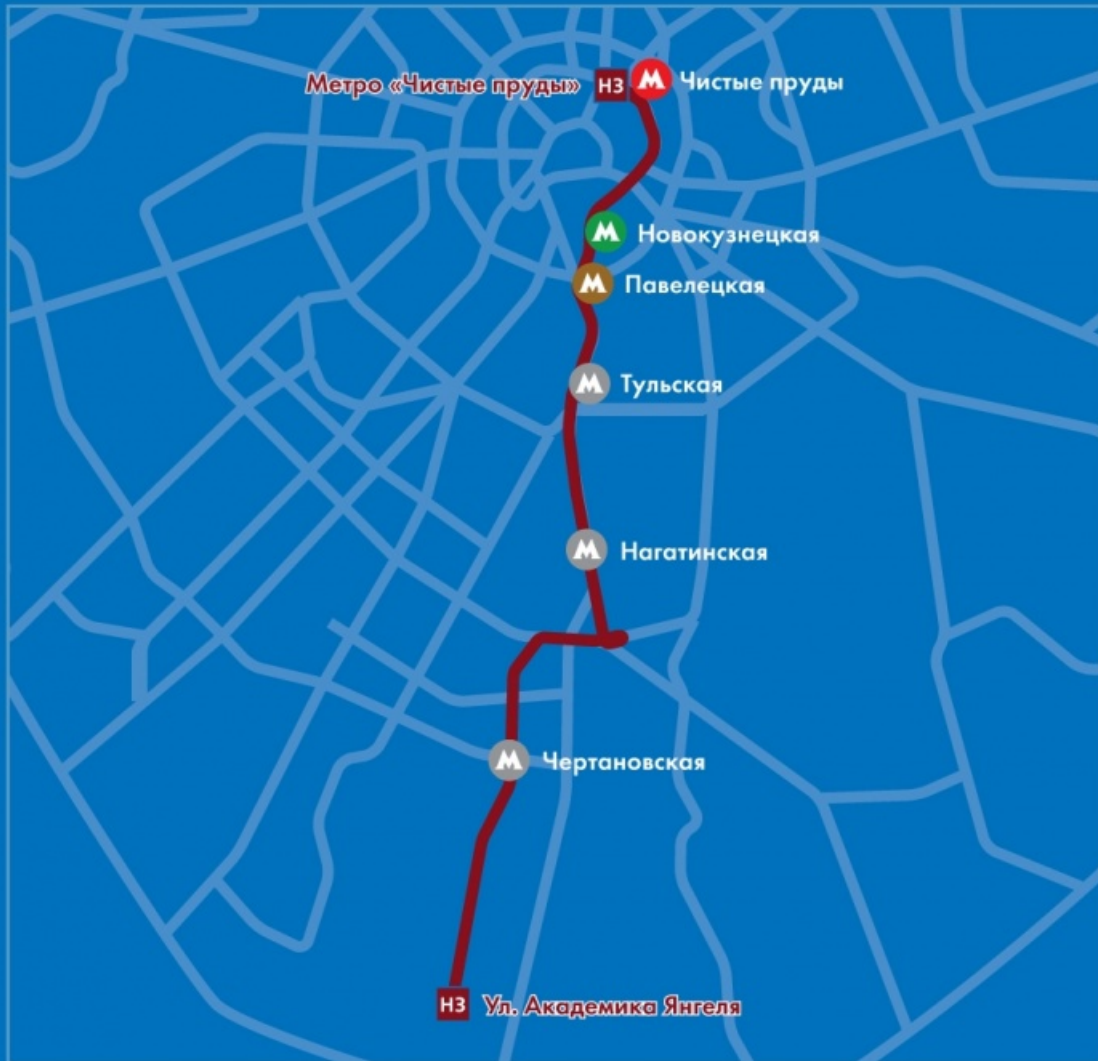 Метро «Чистые пруды» Н3 М Чистые пруды
М Новокузнецкая
М Павелецкая
М Тульская
М Нагатинская
М Чертановская
Н3 Ул. Академика Янгеля